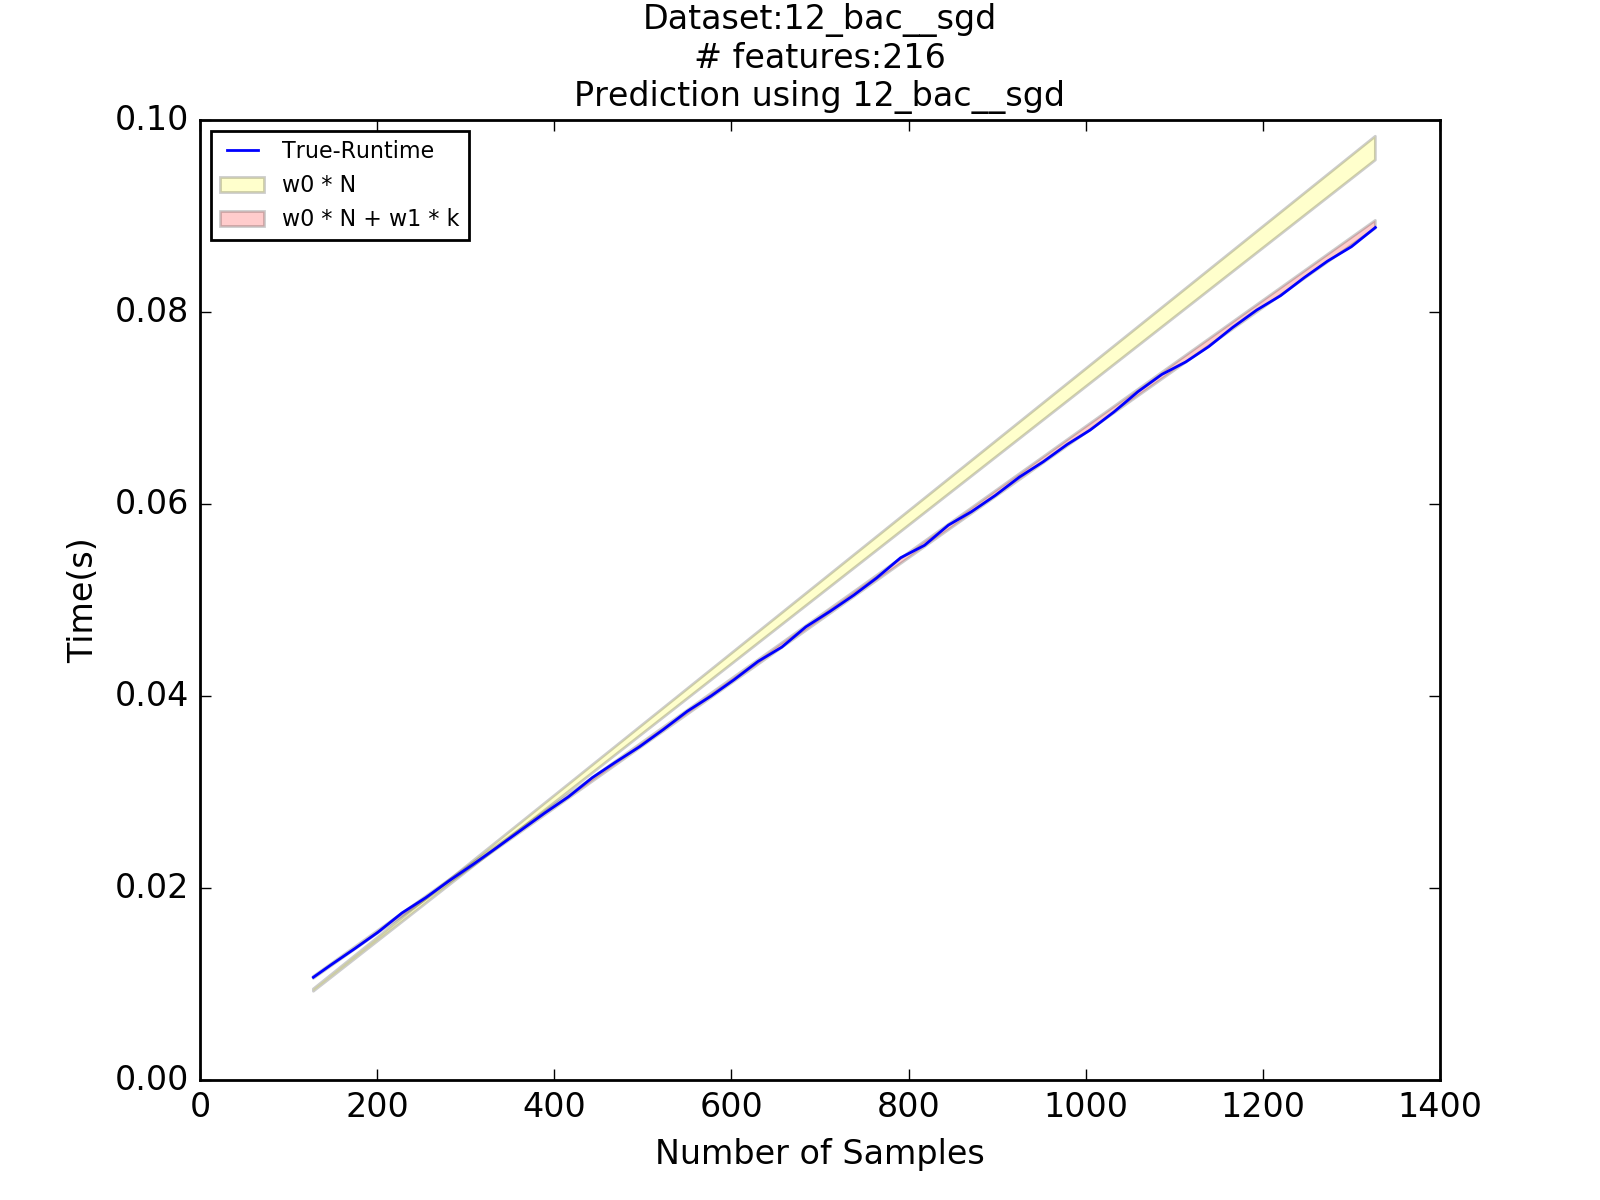 Dataset:12_bac__sgd
# features:216
Prediction using 12_bac__sgd
0.10
0.08
0.06
0.04
0.02
0.00
Time(s)
True-Runtime
w0 * N
w0 * N + w1 * k
0 200 400 600 800 1000 1200 1400
Number of Samples